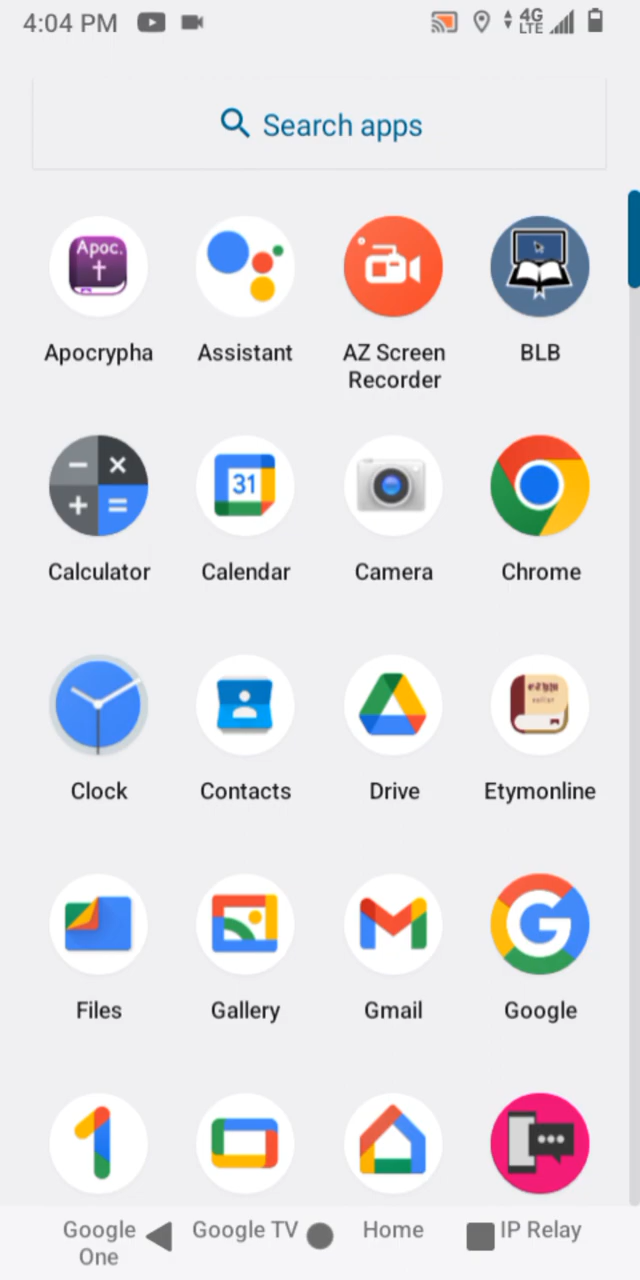 4:04 PM
4G
LTE
Search apps
Apoc.
Apocrypha
Assistant
AZ Screen
Recorder
BLB
Calculator
31
Calendar
Camera
Chrome
Clock
Contacts
Drive
Etymonline
Files
Gallery
Gmail
Google
Google
One
Google TV
Home
IP Relay